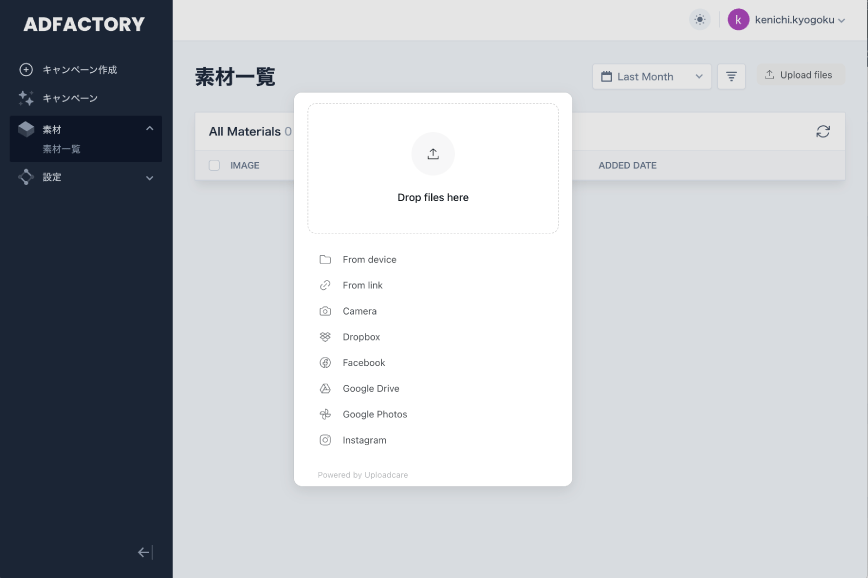 ADFACTORY
キャンペーン作成
キャンペーン
素材
素材一覧
設定
k kenichi.kyogoku
素材一覧
Last Month
Upload files
All Materials 0
IMAGE
ADDED DATE
Drop files here
From device
From link
Camera
Dropbox
Facebook
Google Drive
Google Photos
Instagram
Powered by Uploadcare